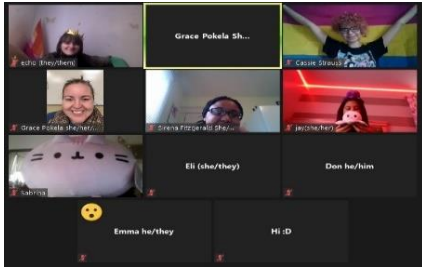 echo (they/them)
Grace Pokela Sh...
Cassie Strauss
Grace Pokela she/her/...
Sirena Fitzgerald She/...
jay(she/her)
Sabrina
Eli (she/they)
Don he/him
Emma he/they
Hi :D